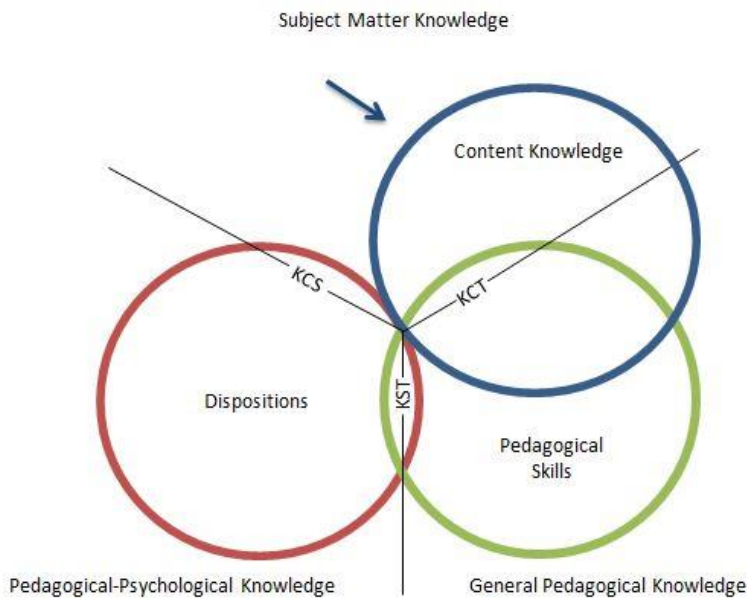 Subject Matter Knowledge
Content Knowledge
KCS
KCT
Dispositions
KST
Pedagogical
Skills
Pedagogical-Psychological Knowledge
General Pedagogical Knowledge